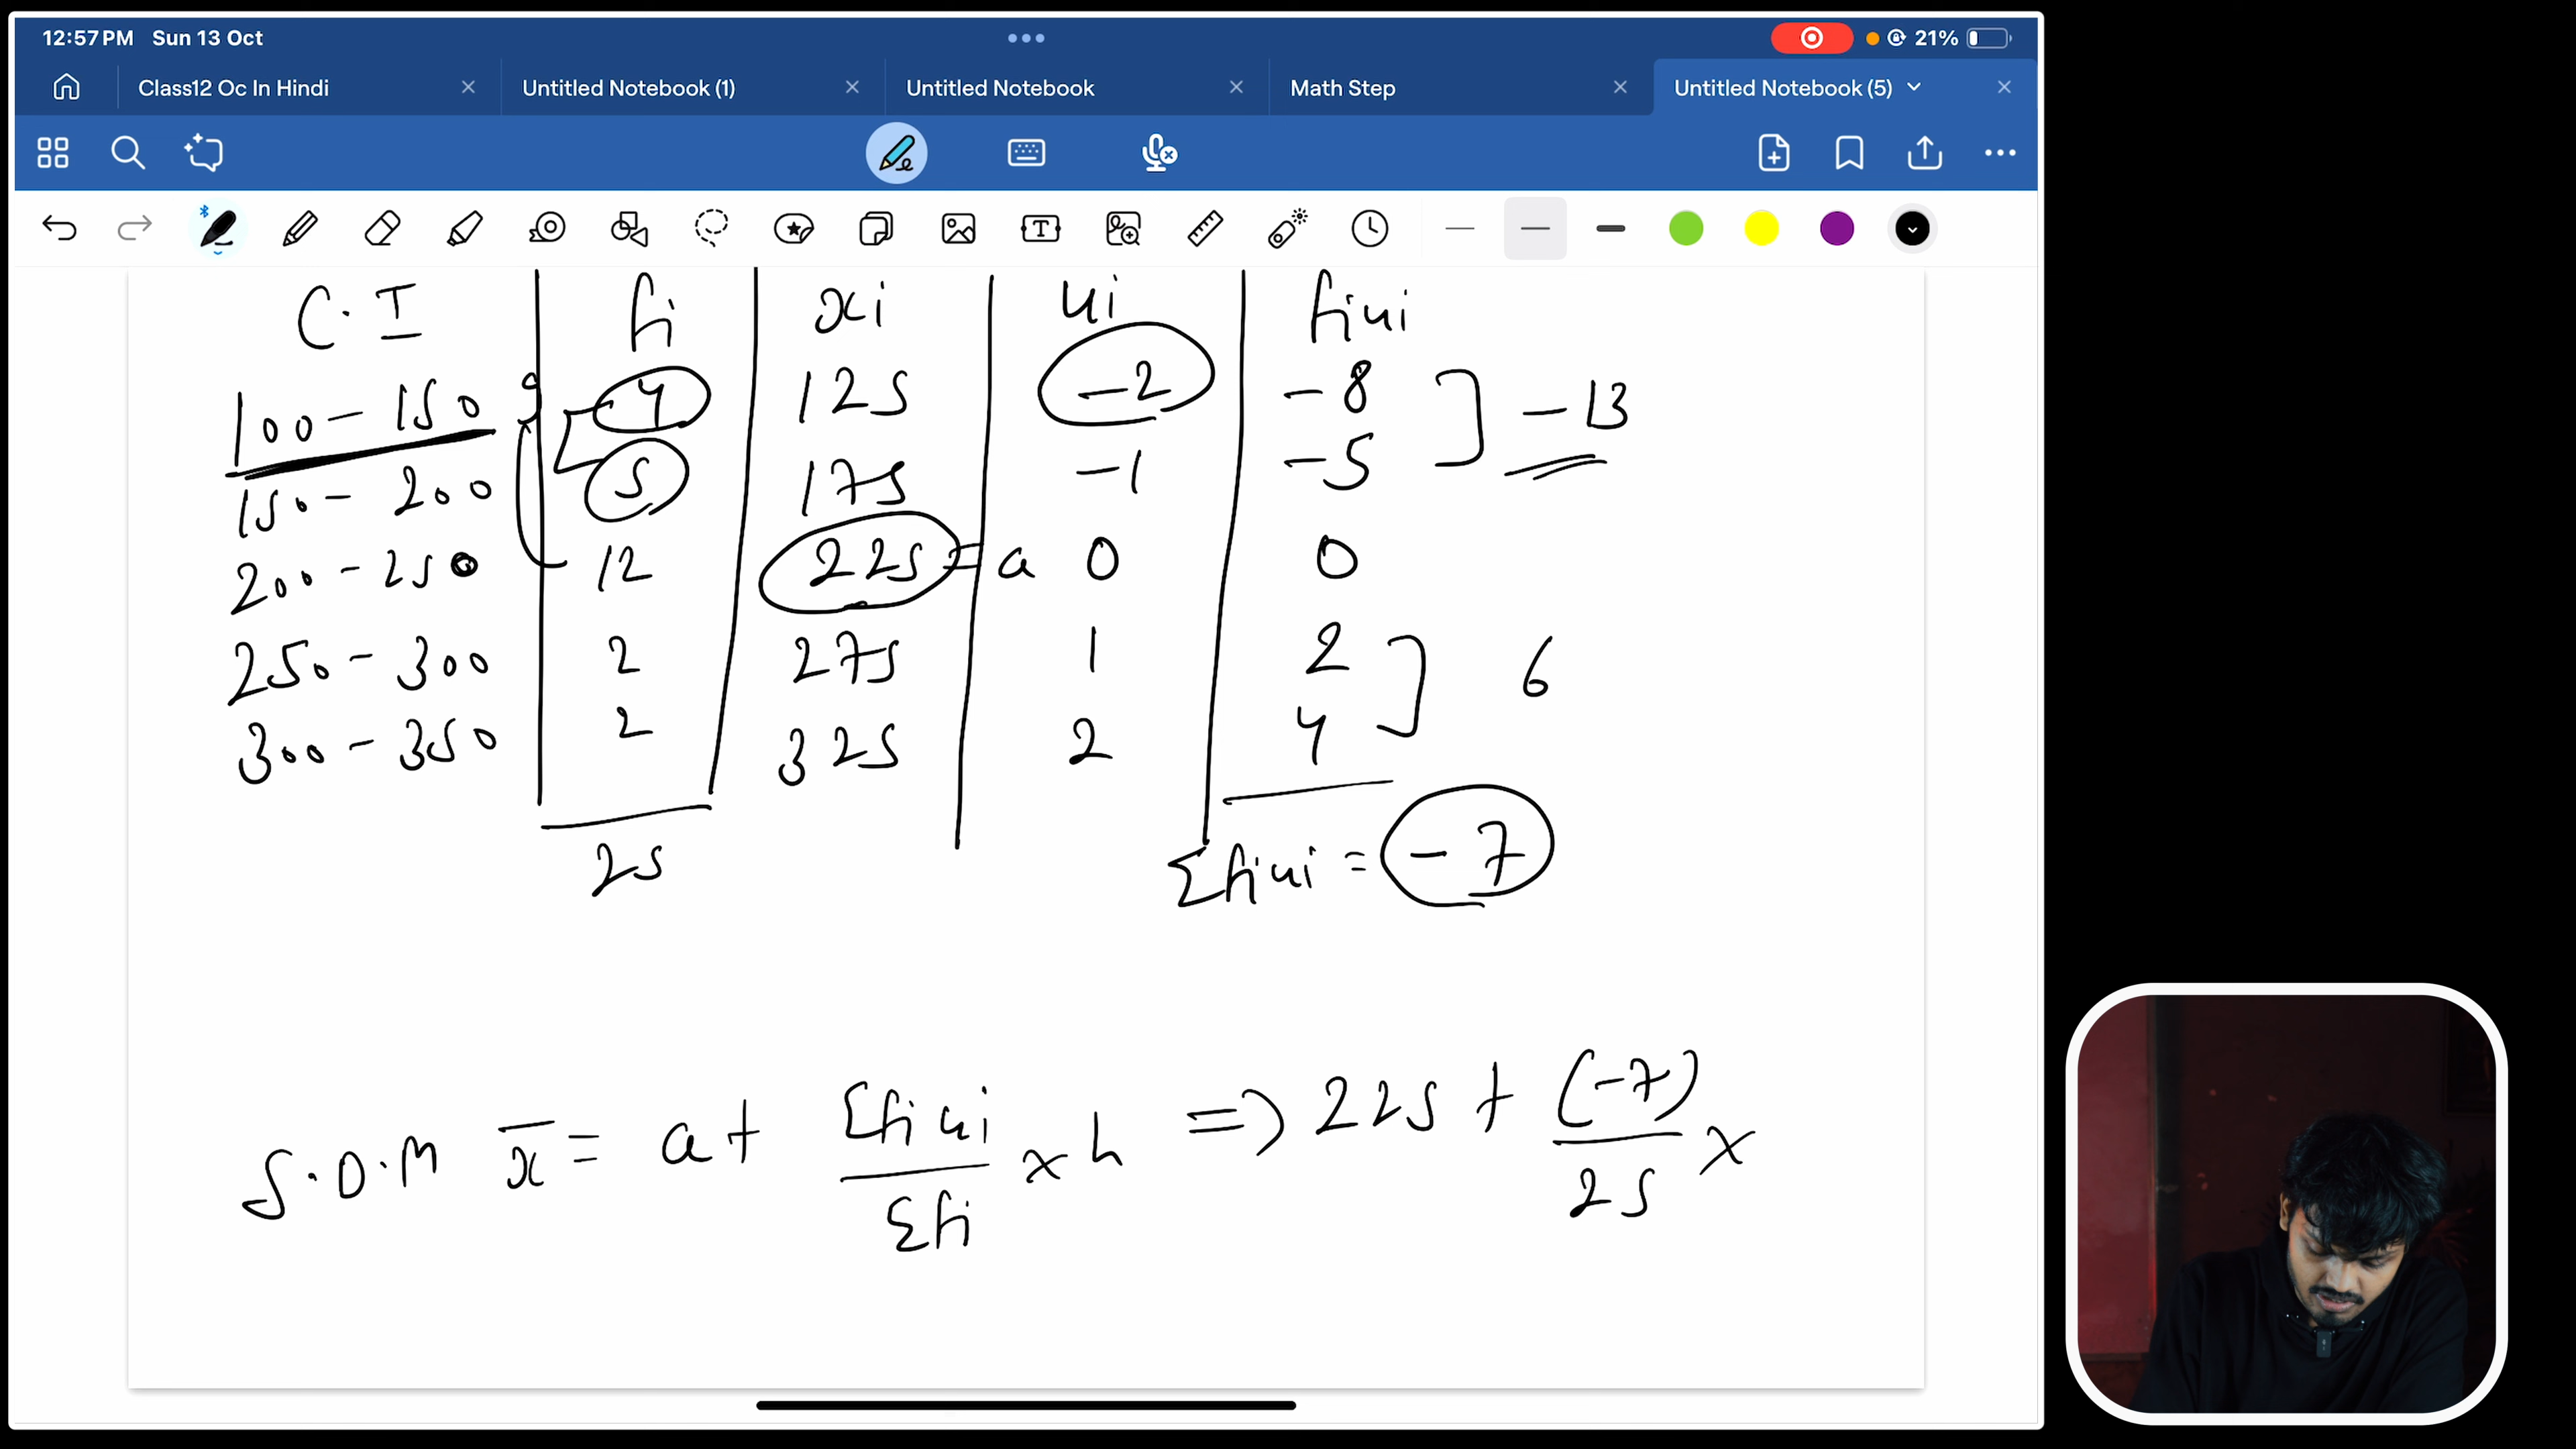 12:57 PM Sun 13 Oct 21%
Class12 Oc In Hindi Untitled Notebook (1) Untitled Notebook Math Step Untitled Notebook (5)
C.I fi xi ui fiui
100 - 150 9 4 125 -2 -8 -13
150 - 200 5 175 -1 -5
200 - 250 12 225 = a 0 0
250 - 300 2 275 1 2 6
300 - 350 2 325 2 4
25 Σfiui = -7
S.D.M x̄ = a + Σfiui / Σfi × h ⇒ 225 + (-7) / 25 ×